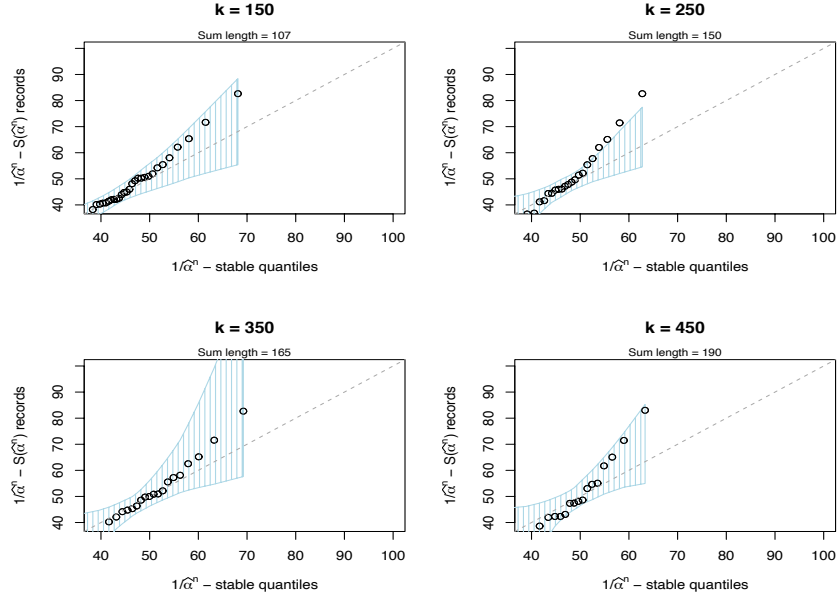 k = 150
Sum length = 107
1/α̂ⁿ − S(α̂ⁿ) records
40 50 60 70 80 90
40 50 60 70 80 90 100
1/α̂ⁿ − stable quantiles
k = 250
Sum length = 150
1/α̂ⁿ − S(α̂ⁿ) records
40 50 60 70 80 90
40 50 60 70 80 90 100
1/α̂ⁿ − stable quantiles
k = 350
Sum length = 165
1/α̂ⁿ − S(α̂ⁿ) records
40 50 60 70 80 90
40 50 60 70 80 90 100
1/α̂ⁿ − stable quantiles
k = 450
Sum length = 190
1/α̂ⁿ − S(α̂ⁿ) records
40 50 60 70 80 90
40 50 60 70 80 90 100
1/α̂ⁿ − stable quantiles